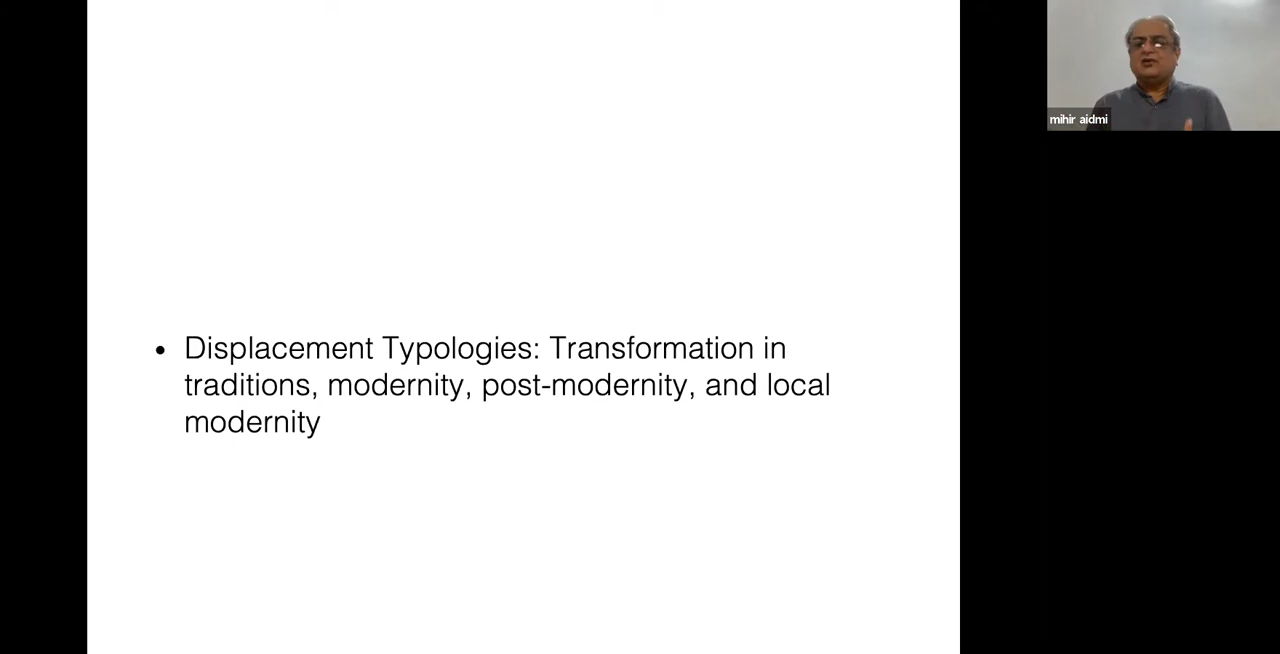 • Displacement Typologies: Transformation in
traditions, modernity, post-modernity, and local
modernity
mihir aidmi